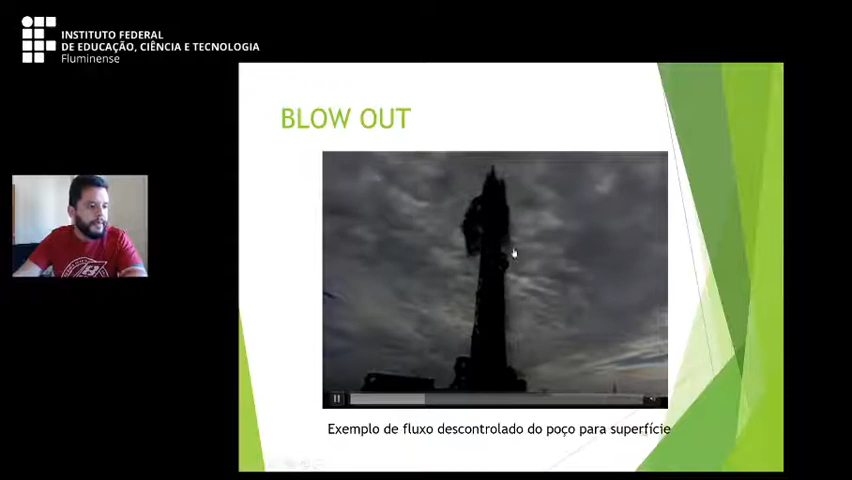 INSTITUTO FEDERAL
DE EDUCAÇÃO, CIÊNCIA E TECNOLOGIA
Fluminense
BLOW OUT
Exemplo de fluxo descontrolado do poço para superfície